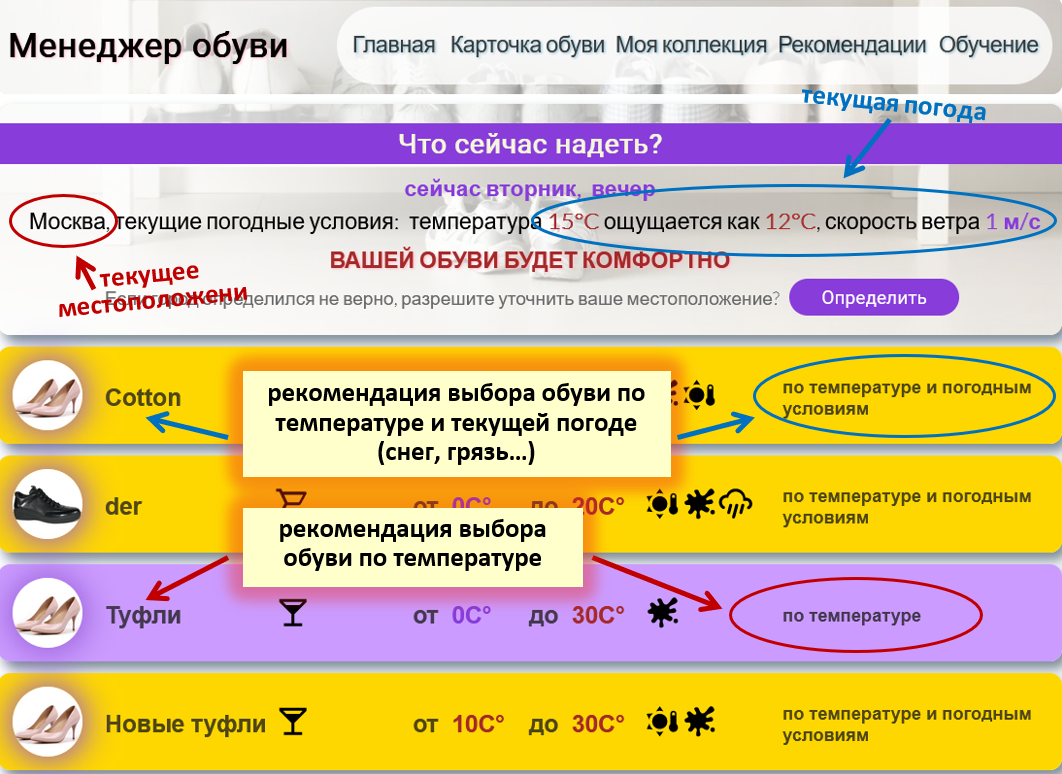 Менеджер обуви
Главная Карточка обуви Моя коллекция Рекомендации Обучение
текущая погода
Что сейчас надеть?
сейчас вторник, вечер
Москва, текущие погодные условия: температура 15°C ощущается как 12°C, скорость ветра 1 м/с
ВАШЕЙ ОБУВИ БУДЕТ КОМФОРТНО
текущее
местоположени
Если город определился не верно, разрешите уточнить ваше местоположение? Определить
Cotton
рекомендация выбора обуви по
температуре и текущей погоде
(снег, грязь...)
по температуре и погодным
условиям
der от 0C° до 20C°
по температуре и погодным
условиям
рекомендация выбора
обуви по температуре
Туфли от 0C° до 30C° по температуре
Новые туфли от 10C° до 30C°
по температуре и погодным
условиям